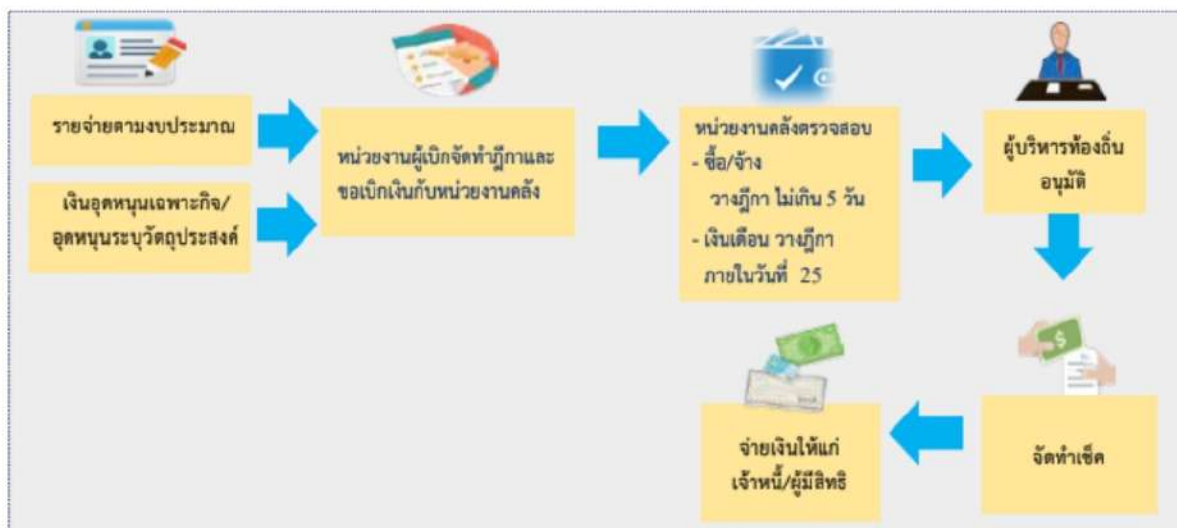 รายจ่ายตามงบประมาณ
เงินอุดหนุนเฉพาะกิจ/
อุดหนุนระบุวัตถุประสงค์
หน่วยงานผู้เบิกจัดทำฎีกาและ
ขอเบิกเงินกับหน่วยงานคลัง
หน่วยงานคลังตรวจสอบ
- ซื้อ/จ้าง
วางฎีกา ไม่เกิน 5 วัน
- เงินเดือน วางฎีกา
ภายในวันที่ 25
ผู้บริหารท้องถิ่น
อนุมัติ
จัดทำเช็ค
จ่ายเงินให้แก่
เจ้าหนี้/ผู้มีสิทธิ